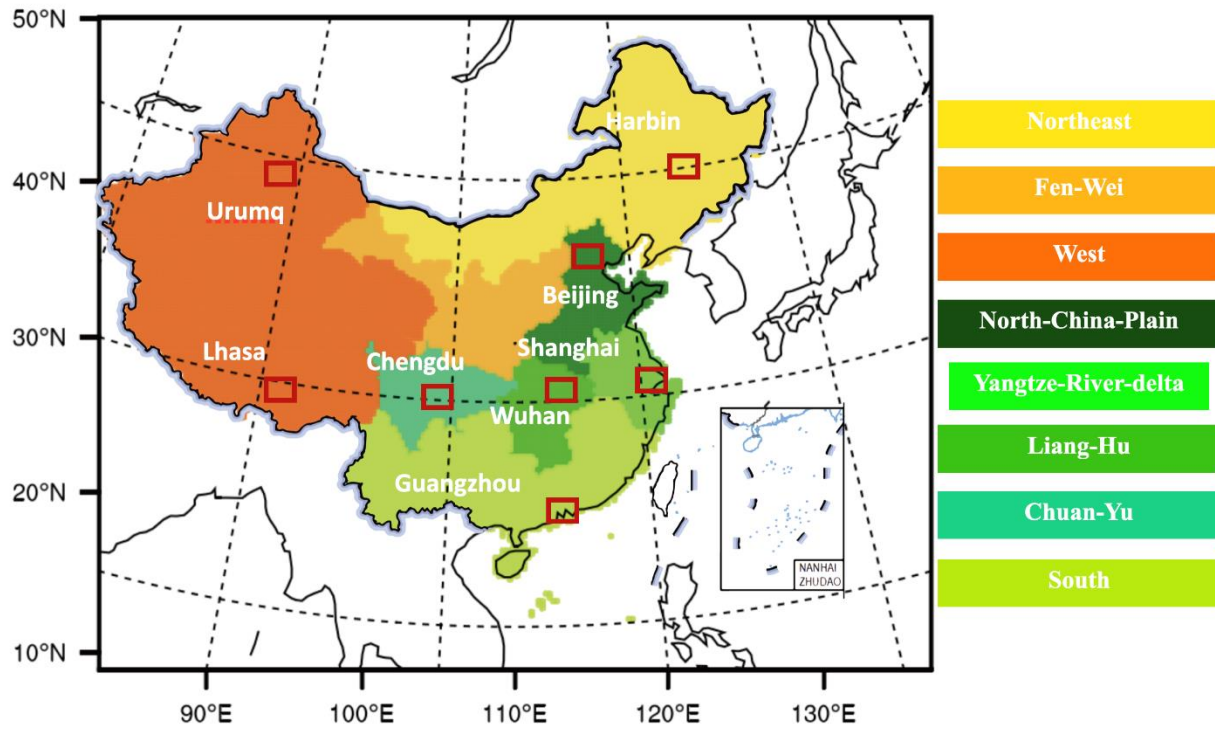 50°N
40°N
30°N
20°N
10°N
90°E
100°E
110°E
120°E
130°E
Harbin
Urumq
Beijing
Lhasa
Chengdu
Shanghai
Wuhan
Guangzhou
NANHAI
ZHUDAO
Northeast
Fen-Wei
West
North-China-Plain
Yangtze-River-delta
Liang-Hu
Chuan-Yu
South